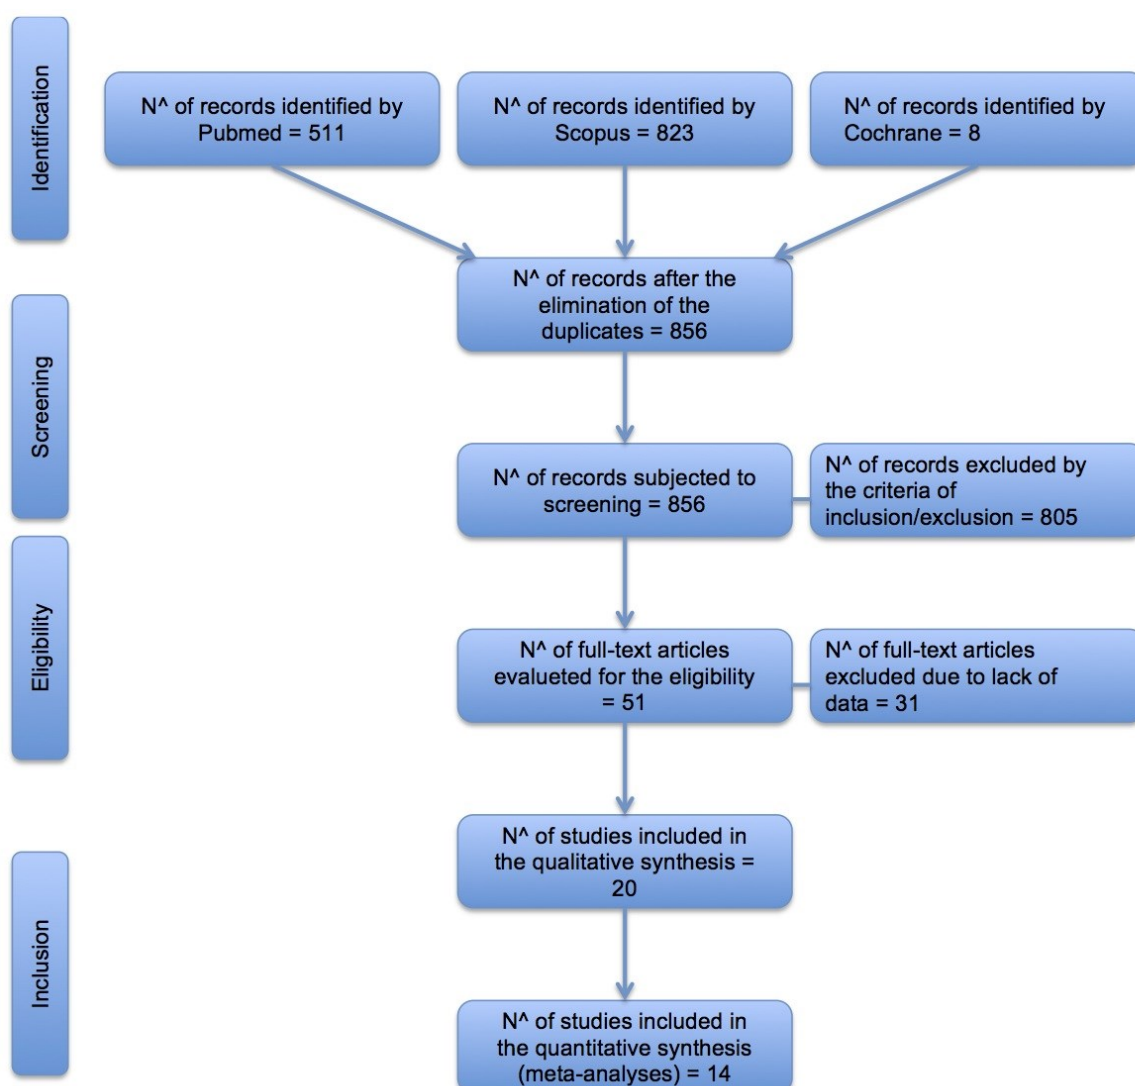 Identification
N^ of records identified by
Pubmed = 511
N^ of records identified by
Scopus = 823
N^ of records identified by
Cochrane = 8
N^ of records after the
elimination of the
duplicates = 856
Screening
N^ of records subjected to
screening = 856
N^ of records excluded by
the criteria of
inclusion/exclusion = 805
Eligibility
N^ of full-text articles
evalueted for the eligibility
= 51
N^ of full-text articles
excluded due to lack of
data = 31
N^ of studies included in
the qualitative synthesis =
20
Inclusion
N^ of studies included in
the quantitative synthesis
(meta-analyses) = 14